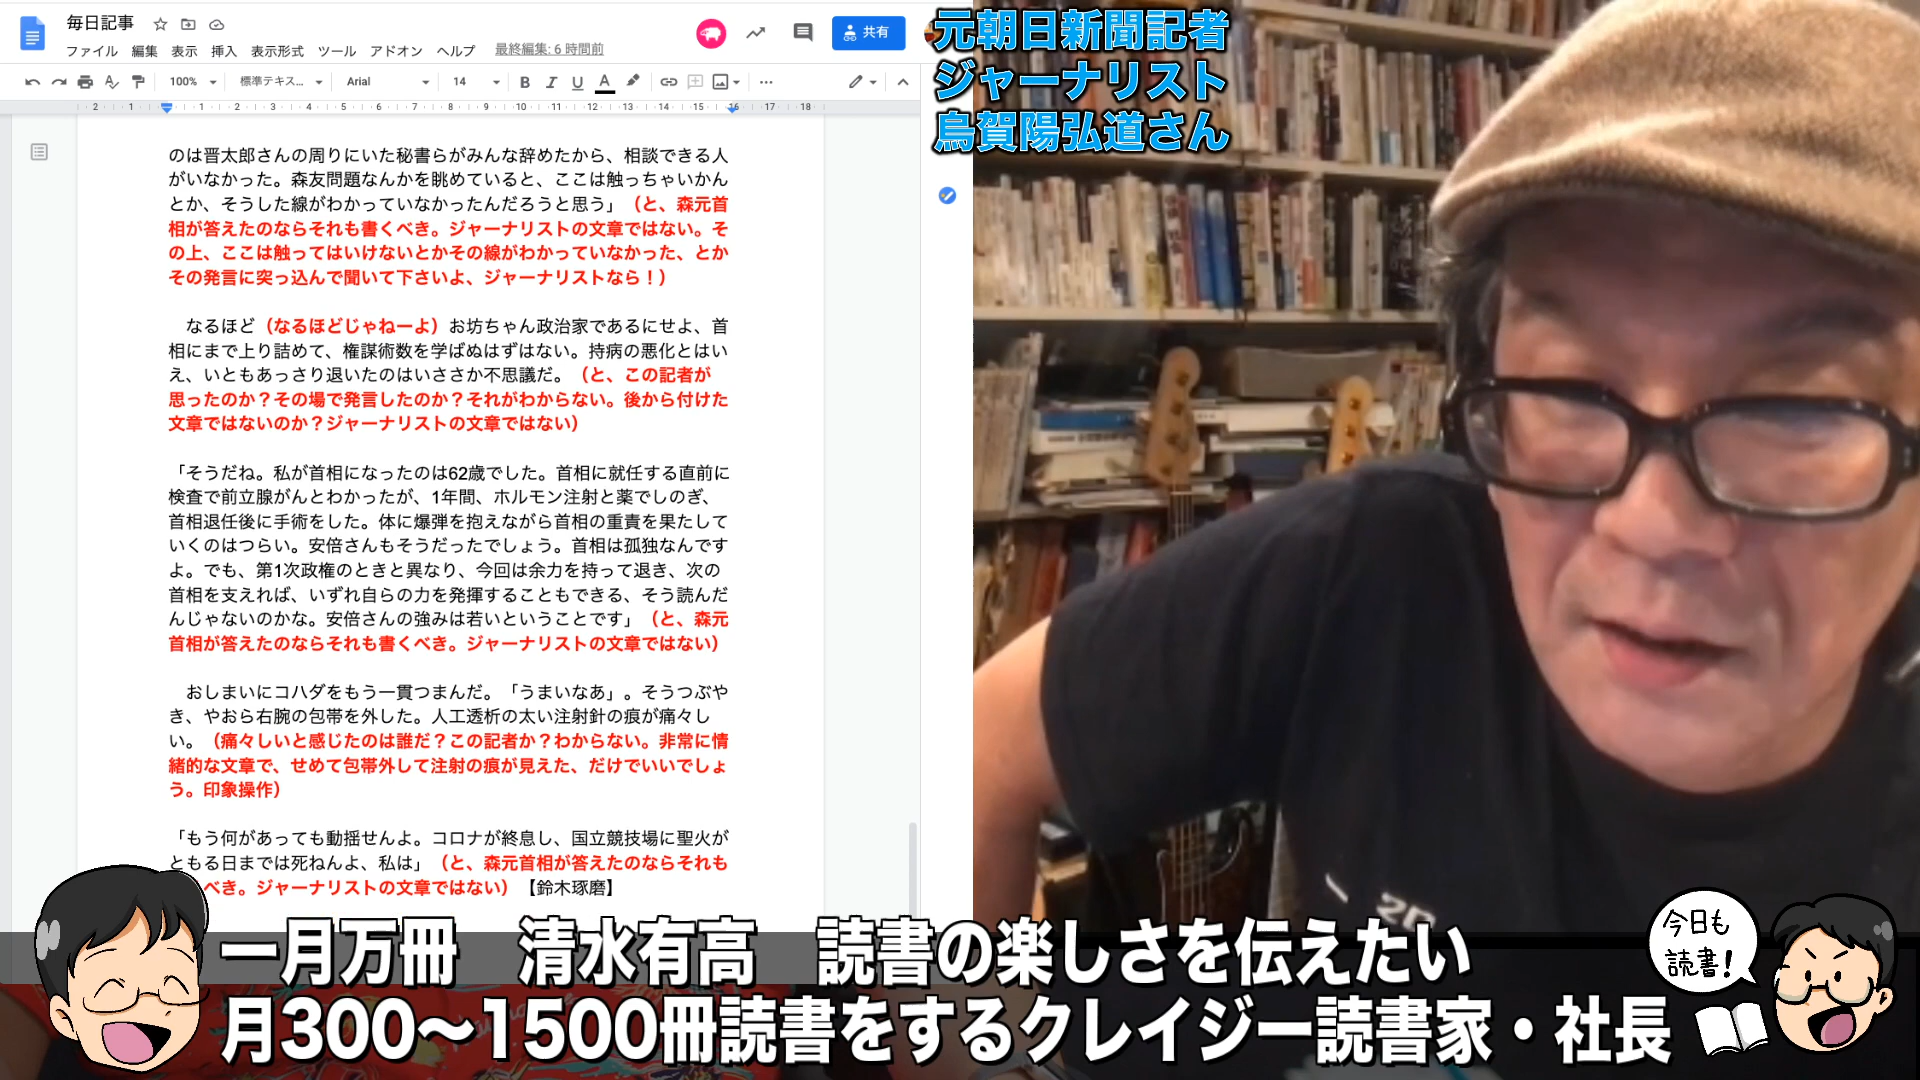 毎日記事
ファイル 編集 表示 挿入 表示形式 ツール アドオン ヘルプ 最終編集: 6 時間前
共有
100% 標準テキス... Arial 14 B I U A
2 1 1 2 3 4 5 6 7 8 9 10 11 12 13 14 15 16 17 18
のは晋太郎さんの周りにいた秘書らがみんな辞めたから、相談できる人
がいなかった。森友問題なんかを眺めていると、ここは触っちゃいかん
とか、そうした線がわかっていなかったんだろうと思う」（と、森元首
相が答えたのならそれも書くべき。ジャーナリストの文章ではない。そ
の上、ここは触ってはいけないとかその線がわかっていなかった、とか
その発言に突っ込んで聞いて下さいよ、ジャーナリストなら！）
なるほど（なるほどじゃねーよ）お坊ちゃん政治家であるにせよ、首
相にまで上り詰めて、権謀術数を学ばぬはずはない。持病の悪化とはい
え、いともあっさり退いたのはいささか不思議だ。（と、この記者が
思ったのか？その場で発言したのか？それがわからない。後から付けた
文章ではないのか？ジャーナリストの文章ではない）
「そうだね。私が首相になったのは62歳でした。首相に就任する直前に
検査で前立腺がんとわかったが、1年間、ホルモン注射と薬でしのぎ、
首相退任後に手術をした。体に爆弾を抱えながら首相の重責を果たして
いくのはつらい。安倍さんもそうだったでしょう。首相は孤独なんです
よ。でも、第1次政権のときと異なり、今回は余力を持って退き、次の
首相を支えれば、いずれ自らの力を発揮することもできる、そう読んだ
んじゃないのかな。安倍さんの強みは若いということです」（と、森元
首相が答えたのならそれも書くべき。ジャーナリストの文章ではない）
おしまいにコハダをもう一貫つまんだ。「うまいなあ」。そうつぶや
き、やおら右腕の包帯を外した。人工透析の太い注射針の痕が痛々し
い。（痛々しいと感じたのは誰だ？この記者か？わからない。非常に情
緒的な文章で、せめて包帯外して注射の痕が見えた、だけでいいでしょ
う。印象操作）
「もう何があっても動揺せんよ。コロナが終息し、国立競技場に聖火が
ともる日までは死ねんよ、私は」（と、森元首相が答えたのならそれも
べき。ジャーナリストの文章ではない）【鈴木琢磨】
元朝日新聞記者
ジャーナリスト
烏賀陽弘道さん
一月万冊 清水有高 読書の楽しさを伝えたい
月300〜1500冊読書をするクレイジー読書家・社長
今日も
読書!